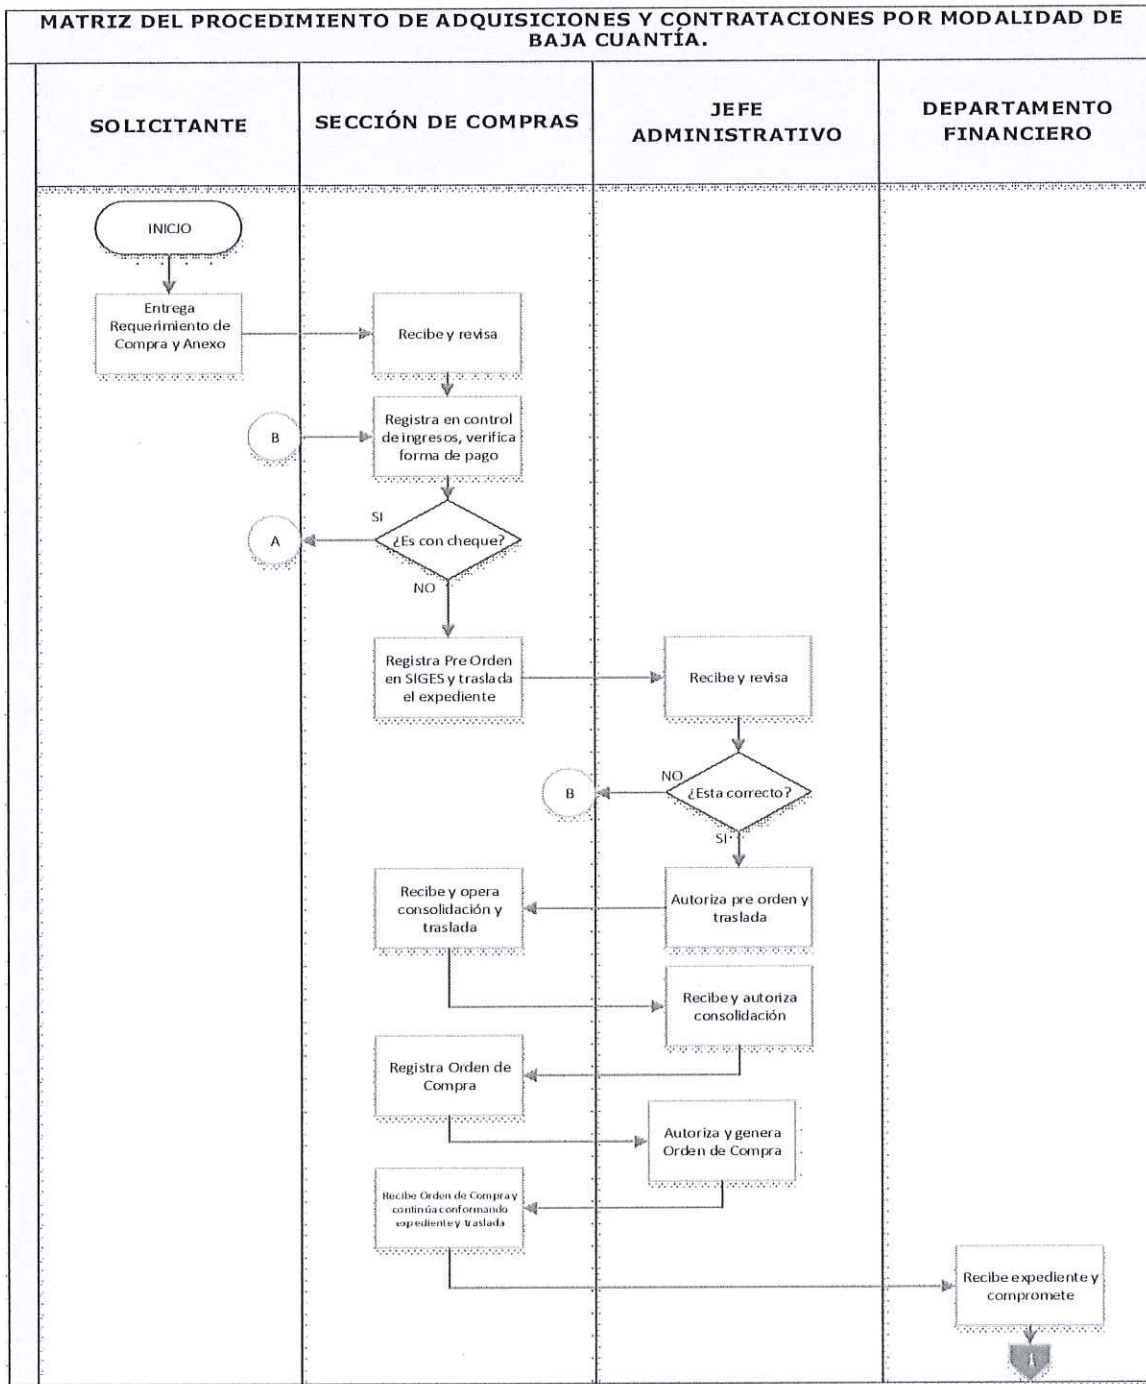 MATRIZ DEL PROCEDIMIENTO DE ADQUISICIONES Y CONTRATACIONES POR MODALIDAD DE
BAJA CUANTÍA.
SOLICITANTE
SECCIÓN DE COMPRAS
JEFE
ADMINISTRATIVO
DEPARTAMENTO
FINANCIERO
INICIO
Entrega
Requerimiento de
Compra y Anexo
Recibe y revisa
B
Registra en control
de ingresos, verifica
forma de pago
SI
A
¿Es con cheque?
NO
Registra Pre Orden
en SIGES y traslada
el expediente
Recibe y revisa
NO
B
¿Esta correcto?
SI
Recibe y opera
consolidación y
traslada
Autoriza pre orden y
traslada
Recibe y autoriza
consolidación
Registra Orden de
Compra
Autoriza y genera
Orden de Compra
Recibe Orden de Compra y
continúa conformando
expediente y traslada
Recibe expediente y
compromete